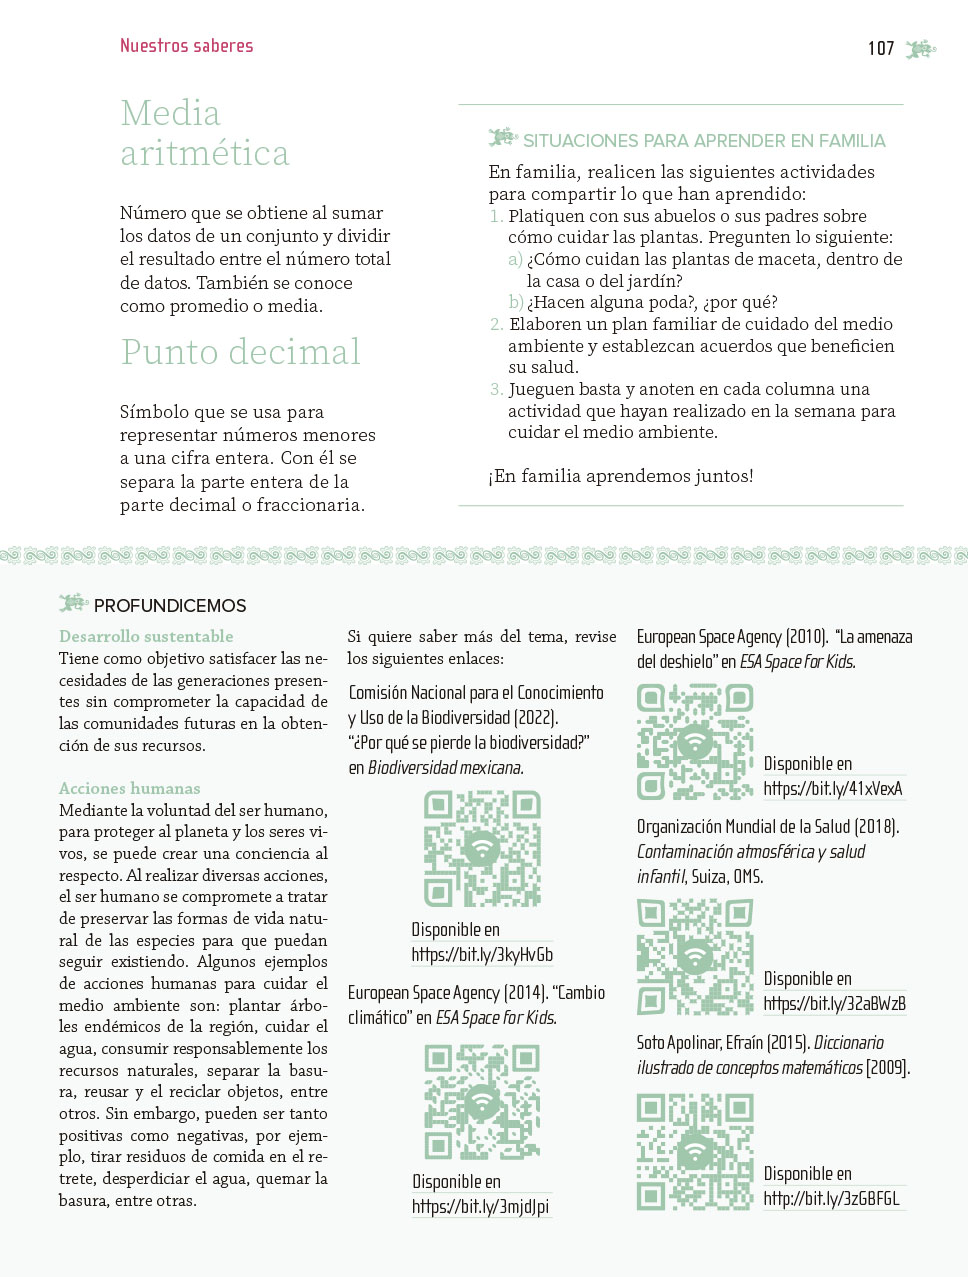 Nuestros saberes
107
Media
aritmética
Número que se obtiene al sumar
los datos de un conjunto y dividir
el resultado entre el número total
de datos. También se conoce
como promedio o media.
Punto decimal
Símbolo que se usa para
representar números menores
a una cifra entera. Con él se
separa la parte entera de la
parte decimal o fraccionaria.
SITUACIONES PARA APRENDER EN FAMILIA
En familia, realicen las siguientes actividades
para compartir lo que han aprendido:
1. Platiquen con sus abuelos o sus padres sobre
cómo cuidar las plantas. Pregunten lo siguiente:
a) ¿Cómo cuidan las plantas de maceta, dentro de
la casa o del jardín?
b) ¿Hacen alguna poda?, ¿por qué?
2. Elaboren un plan familiar de cuidado del medio
ambiente y establezcan acuerdos que beneficien
su salud.
3. Jueguen basta y anoten en cada columna una
actividad que hayan realizado en la semana para
cuidar el medio ambiente.
¡En familia aprendemos juntos!
PROFUNDICEMOS
Desarrollo sustentable
Tiene como objetivo satisfacer las ne-
cesidades de las generaciones presen-
tes sin comprometer la capacidad de
las comunidades futuras en la obten-
ción de sus recursos.
Acciones humanas
Mediante la voluntad del ser humano,
para proteger al planeta y los seres vi-
vos, se puede crear una conciencia al
respecto. Al realizar diversas acciones,
el ser humano se compromete a tratar
de preservar las formas de vida natu-
ral de las especies para que puedan
seguir existiendo. Algunos ejemplos
de acciones humanas para cuidar el
medio ambiente son: plantar árbo-
les endémicos de la región, cuidar el
agua, consumir responsablemente los
recursos naturales, separar la basu-
ra, reusar y el reciclar objetos, entre
otros. Sin embargo, pueden ser tanto
positivas como negativas, por ejem-
plo, tirar residuos de comida en el re-
trete, desperdiciar el agua, quemar la
basura, entre otras.
Si quiere saber más del tema, revise
los siguientes enlaces:
Comisión Nacional para el Conocimiento
y Uso de la Biodiversidad (2022).
“¿Por qué se pierde la biodiversidad?”
en Biodiversidad mexicana.
Disponible en
https://bit.ly/3kyHvGb
European Space Agency (2014). “Cambio
climático” en ESA Space for Kids.
Disponible en
https://bit.ly/3mjdJpi
European Space Agency (2010). “La amenaza
del deshielo” en ESA Space for Kids.
Disponible en
https://bit.ly/41xVexA
Organización Mundial de la Salud (2018).
Contaminación atmosférica y salud
infantil, Suiza, OMS.
Disponible en
https://bit.ly/32aBWzB
Soto Apolinar, Efraín (2015). Diccionario
ilustrado de conceptos matemáticos [2009].
Disponible en
http://bit.ly/3zGBFGL